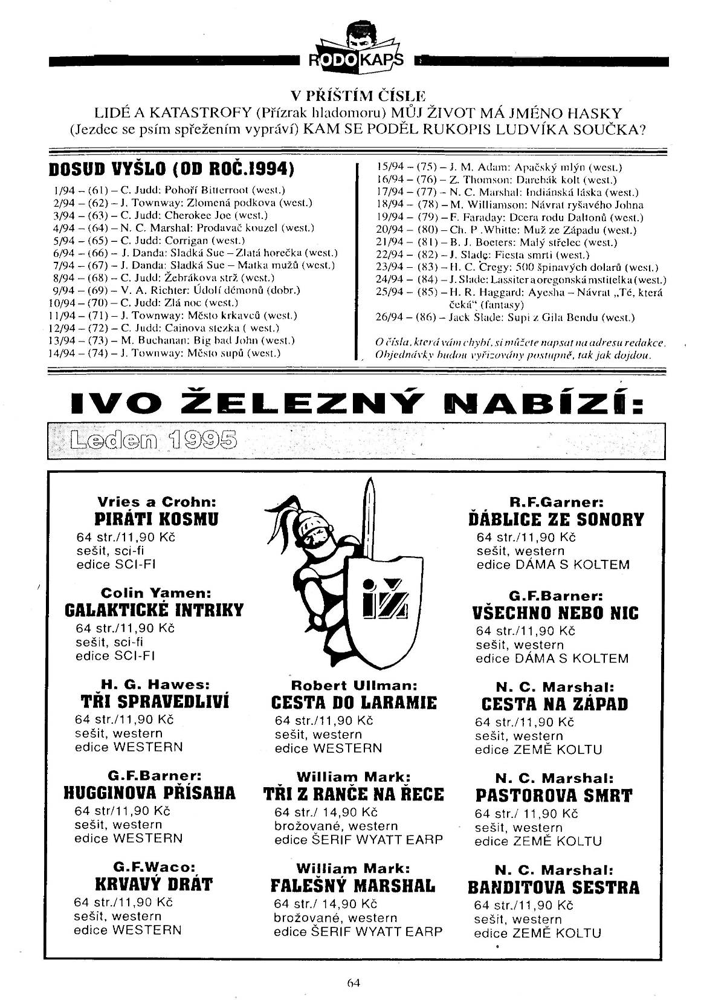 RODOKAPS
V PŘÍŠTÍM ČÍSLE
LIDÉ A KATASTROFY (Přízrak hladomoru) MŮJ ŽIVOT MÁ JMÉNO HASKY
(Jezdec se psím spřežením vypráví) KAM SE PODĚL RUKOPIS LUDVÍKA SOUČKA?
DOSUD VYŠLO (OD ROČ.1994)
1/94 – (61) – C. Judd: Pohoří Bitterroot (west.)
2/94 – (62) – J. Townway: Zlomená podkova (west.)
3/94 – (63) – C. Judd: Cherokee Joe (west.)
4/94 – (64) – N. C. Marshal: Prodavač kouzel (west.)
5/94 – (65) – C. Judd: Corrigan (west.)
6/94 – (66) – J. Danda: Sladká Sue – Zlatá horečka (west.)
7/94 – (67) – J. Danda: Sladká Sue – Matka mužů (west.)
8/94 – (68) – C. Judd: Žebrákova strž (west.)
9/94 – (69) – V. A. Richter: Údolí démonů (dobr.)
10/94 – (70) – C. Judd: Zlá noc (west.)
11/94 – (71) – J. Townway: Město krkavců (west.)
12/94 – (72) – C. Judd: Cainova stezka ( west.)
13/94 – (73) – M. Buchanan: Big bad John (west.)
14/94 – (74) – J. Townway: Město supů (west.)
15/94 – (75) – J. M. Adam: Apačský mlýn (west.)
16/94 – (76) – Z. Thomson: Darebák kolt (west.)
17/94 – (77) – N. C. Marshal: Indiánská láska (west.)
18/94 – (78) – M. Williamson: Návrat ryšavého Johna
19/94 – (79) – F. Faraday: Dcera rodu Daltonů (west.)
20/94 – (80) – Ch. P .Whitte: Muž ze Západu (west.)
21/94 – (81) – B. J. Boeters: Malý střelec (west.)
22/94 – (82) – J. Slade: Fiesta smrti (west.)
23/94 – (83) – H. C. Cregy: 500 špinavých dolarů (west.)
24/94 – (84) – J. Slade: Lassiter a oregonská mstitelka (west.)
25/94 – (85) – H. R. Haggard: Ayesha – Návrat „Té, která
čeká“ (fantasy)
26/94 – (86) – Jack Slade: Supi z Gila Bendu (west.)
O čísla, která vám chybí, si můžete napsat na adresu redakce.
Objednávky budou vyřizovány postupně, tak jak dojdou.
IVO ŽELEZNÝ NABÍZÍ:
Leden 1995
Vries a Crohn:
PIRÁTI KOSMU
64 str./11,90 Kč
sešit, sci-fi
edice SCI-FI
Colin Yamen:
GALAKTICKÉ INTRIKY
64 str./11,90 Kč
sešit, sci-fi
edice SCI-FI
H. G. Hawes:
TŘI SPRAVEDLIVÍ
64 str./11,90 Kč
sešit, western
edice WESTERN
G.F.Barner:
HUGGINOVA PŘÍSAHA
64 str/11,90 Kč
sešit, western
edice WESTERN
G.F.Waco:
KRVAVÝ DRÁT
64 str./11,90 Kč
sešit, western
edice WESTERN
iŽ
Robert Ullman:
CESTA DO LARAMIE
64 str./11,90 Kč
sešit, western
edice WESTERN
William Mark:
TŘI Z RANČE NA ŘECE
64 str./ 14,90 Kč
brožované, western
edice ŠERIF WYATT EARP
William Mark:
FALEŠNÝ MARSHAL
64 str./ 14,90 Kč
brožované, western
edice ŠERIF WYATT EARP
R.F.Garner:
ĎÁBLICE ZE SONORY
64 str./11,90 Kč
sešit, western
edice DÁMA S KOLTEM
G.F.Barner:
VŠECHNO NEBO NIC
64 str./11,90 Kč
sešit, western
edice DÁMA S KOLTEM
N. C. Marshal:
CESTA NA ZÁPAD
64 str./11,90 Kč
sešit, western
edice ZEMĚ KOLTU
N. C. Marshal:
PASTOROVA SMRT
64 str./ 11,90 Kč
sešit, western
edice ZEMĚ KOLTU
N. C. Marshal:
BANDITOVA SESTRA
64 str./11,90 Kč
sešit, western
edice ZEMĚ KOLTU
64